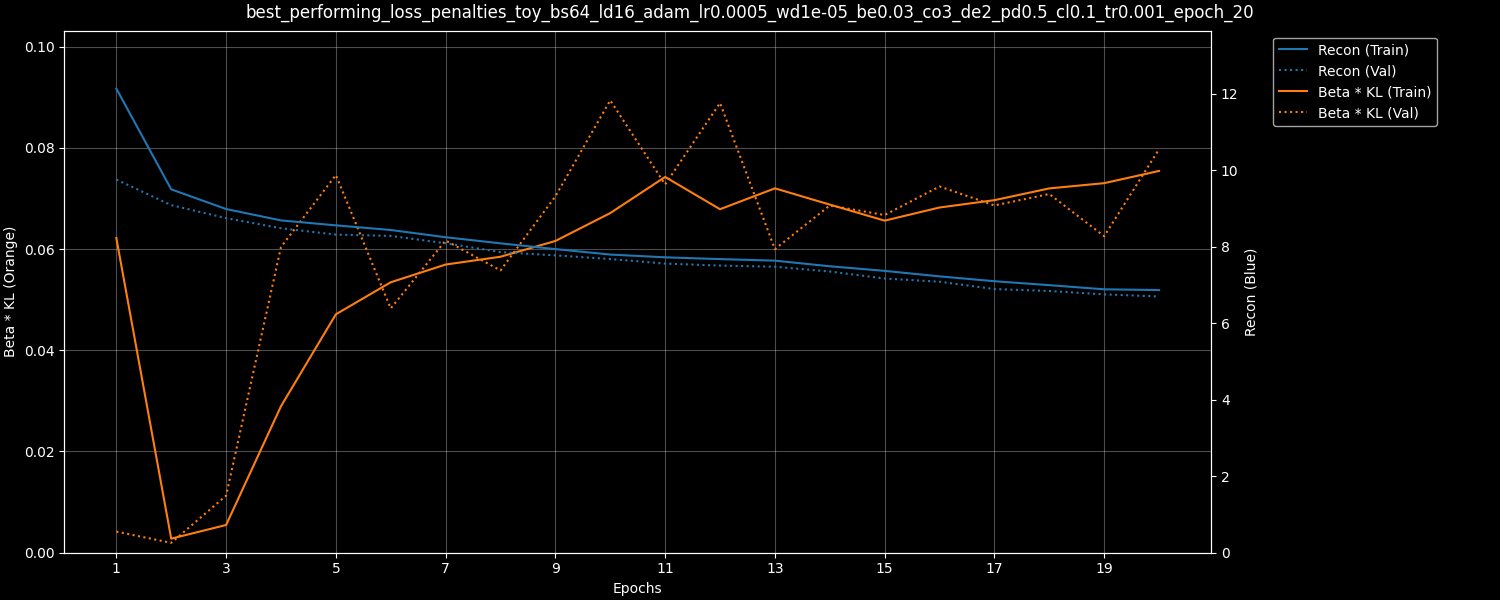 best_performing_loss_penalties_toy_bs64_ld16_adam_lr0.0005_wd1e-05_be0.03_co3_de2_pd0.5_cl0.1_tr0.001_epoch_20
Recon (Train)
Recon (Val)
Beta * KL (Train)
Beta * KL (Val)
Beta * KL (Orange)
0.10
0.08
0.06
0.04
0.02
0.00
12
10
8
6
4
2
0
Recon (Blue)
1 3 5 7 9 11 13 15 17 19
Epochs